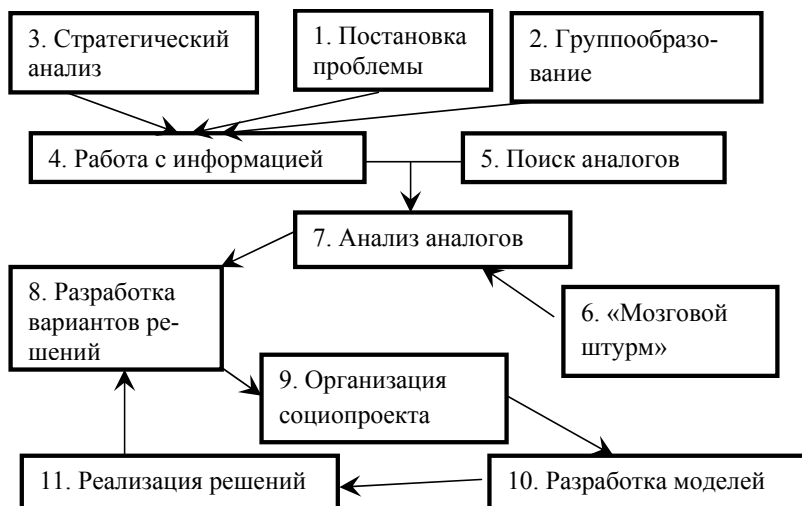 3. Стратегический
анализ
1. Постановка
проблемы
2. Группообразо-
вание
4. Работа с информацией
5. Поиск аналогов
7. Анализ аналогов
8. Разработка
вариантов ре-
шений
6. «Мозговой
штурм»
9. Организация
социопроекта
11. Реализация решений
10. Разработка моделей